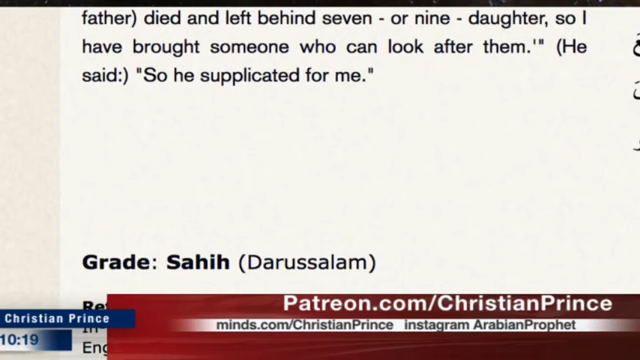 father) died and left behind seven - or nine - daughter, so I
have brought someone who can look after them.'" (He
said:) "So he supplicated for me."
Grade: Sahih (Darussalam)
Patreon.com/ChristianPrince
Christian Prince
minds.com/ChristianPrince instagram ArabianProphet
10:19